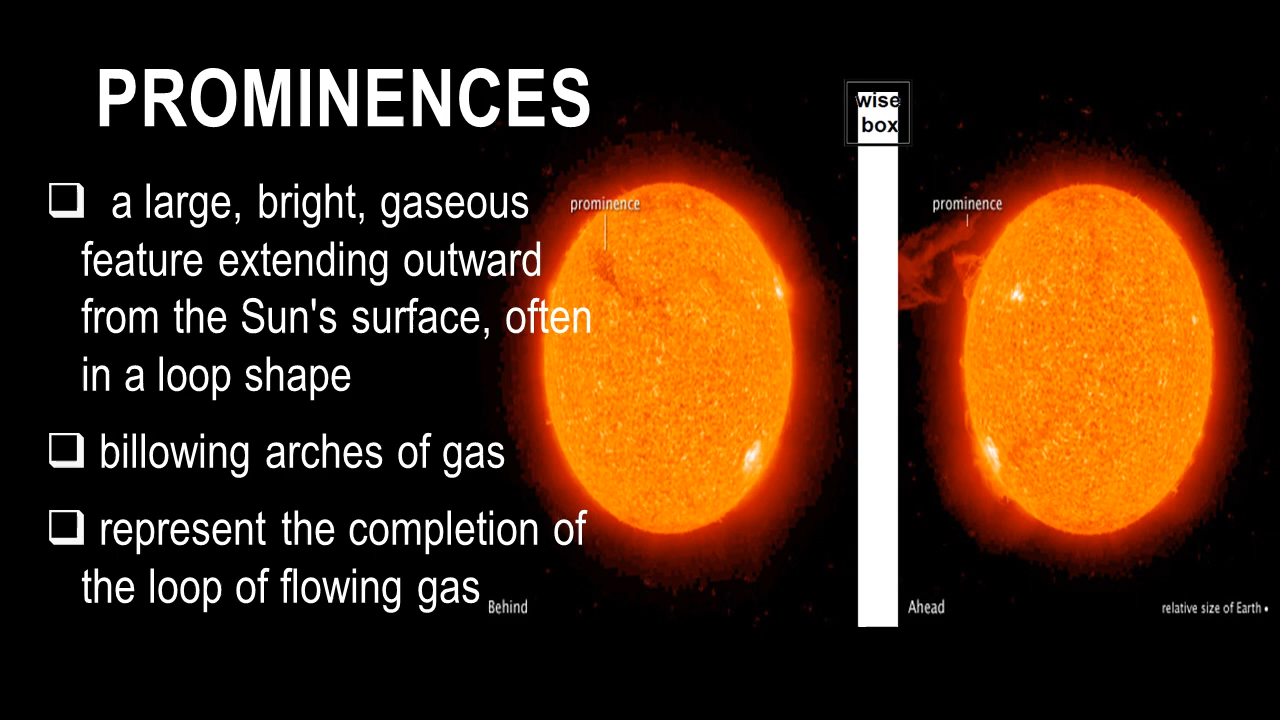 PROMINENCES
a large, bright, gaseous
feature extending outward
from the Sun's surface, often
in a loop shape
billowing arches of gas
represent the completion of
the loop of flowing gas
wise
box
prominence
prominence
Behind
Ahead
relative size of Earth •